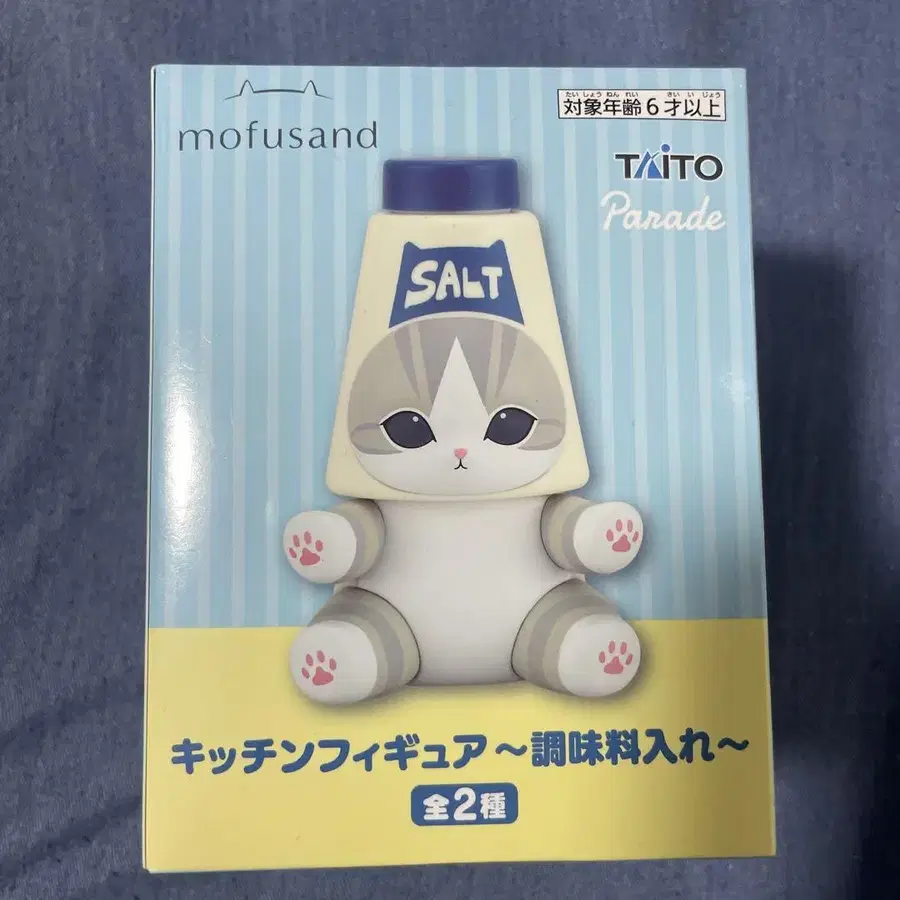 mofusand
たいしょうねんれい さいいじょう
対象年齢6才以上
TAITO
Parade
SALT
キッチンフィギュア〜調味料入れ〜
全2種